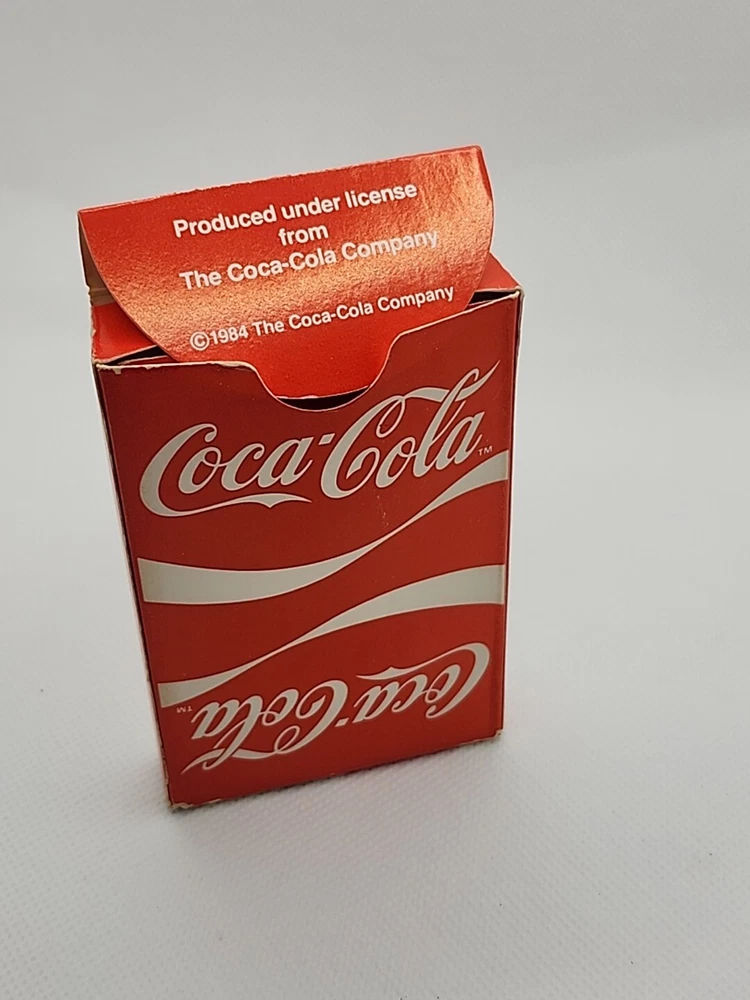 Produced under license
from
The Coca-Cola Company
©1984 The Coca-Cola Company
Coca-Cola
TM
Coca-Cola
TM